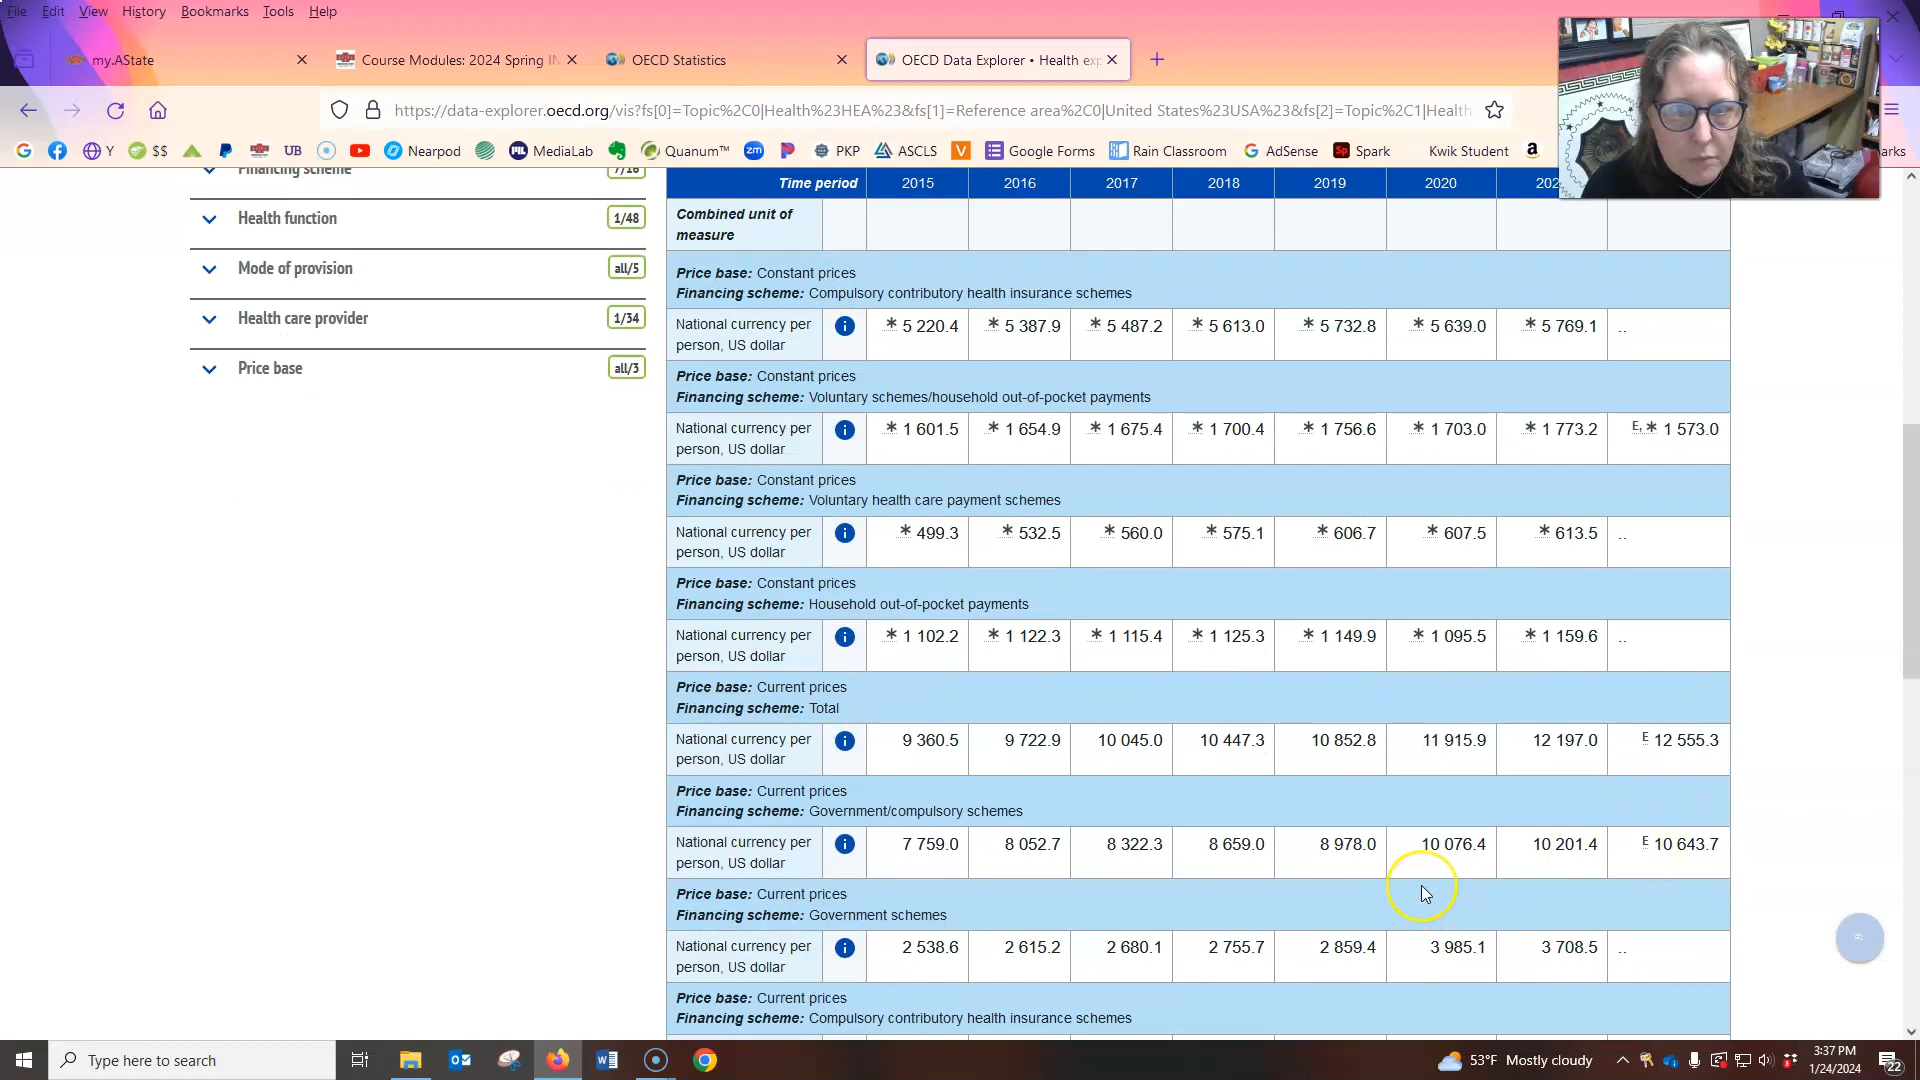 File Edit View History Bookmarks Tools Help
my.AState
Course Modules: 2024 Spring IN
OECD Statistics
OECD Data Explorer • Health exp
https://data-explorer.oecd.org/vis?fs[0]=Topic%2C0|Health%23HEA%23&fs[1]=Reference area%2C0|United States%23USA%23&fs[2]=Topic%2C1|Health
G Y $$ UB Nearpod MediaLab Quanum™ zm PKP ASCLS V Google Forms Rain Classroom AdSense Sp Spark Kwik Student a
Financing scheme 7/16
Health function 1/48
Mode of provision all/5
Health care provider 1/34
Price base all/3
Time period 2015 2016 2017 2018 2019 2020
Combined unit of
measure
Price base: Constant prices
Financing scheme: Compulsory contributory health insurance schemes
National currency per
person, US dollar
i * 5 220.4 * 5 387.9 * 5 487.2 * 5 613.0 * 5 732.8 * 5 639.0 * 5 769.1 ..
Price base: Constant prices
Financing scheme: Voluntary schemes/household out-of-pocket payments
National currency per
person, US dollar
i * 1 601.5 * 1 654.9 * 1 675.4 * 1 700.4 * 1 756.6 * 1 703.0 * 1 773.2 E, * 1 573.0
Price base: Constant prices
Financing scheme: Voluntary health care payment schemes
National currency per
person, US dollar
i * 499.3 * 532.5 * 560.0 * 575.1 * 606.7 * 607.5 * 613.5 ..
Price base: Constant prices
Financing scheme: Household out-of-pocket payments
National currency per
person, US dollar
i * 1 102.2 * 1 122.3 * 1 115.4 * 1 125.3 * 1 149.9 * 1 095.5 * 1 159.6 ..
Price base: Current prices
Financing scheme: Total
National currency per
person, US dollar
i 9 360.5 9 722.9 10 045.0 10 447.3 10 852.8 11 915.9 12 197.0 E 12 555.3
Price base: Current prices
Financing scheme: Government/compulsory schemes
National currency per
person, US dollar
i 7 759.0 8 052.7 8 322.3 8 659.0 8 978.0 10 076.4 10 201.4 E 10 643.7
Price base: Current prices
Financing scheme: Government schemes
National currency per
person, US dollar
i 2 538.6 2 615.2 2 680.1 2 755.7 2 859.4 3 985.1 3 708.5 ..
Price base: Current prices
Financing scheme: Compulsory contributory health insurance schemes
Type here to search
53°F Mostly cloudy
3:37 PM
1/24/2024
22